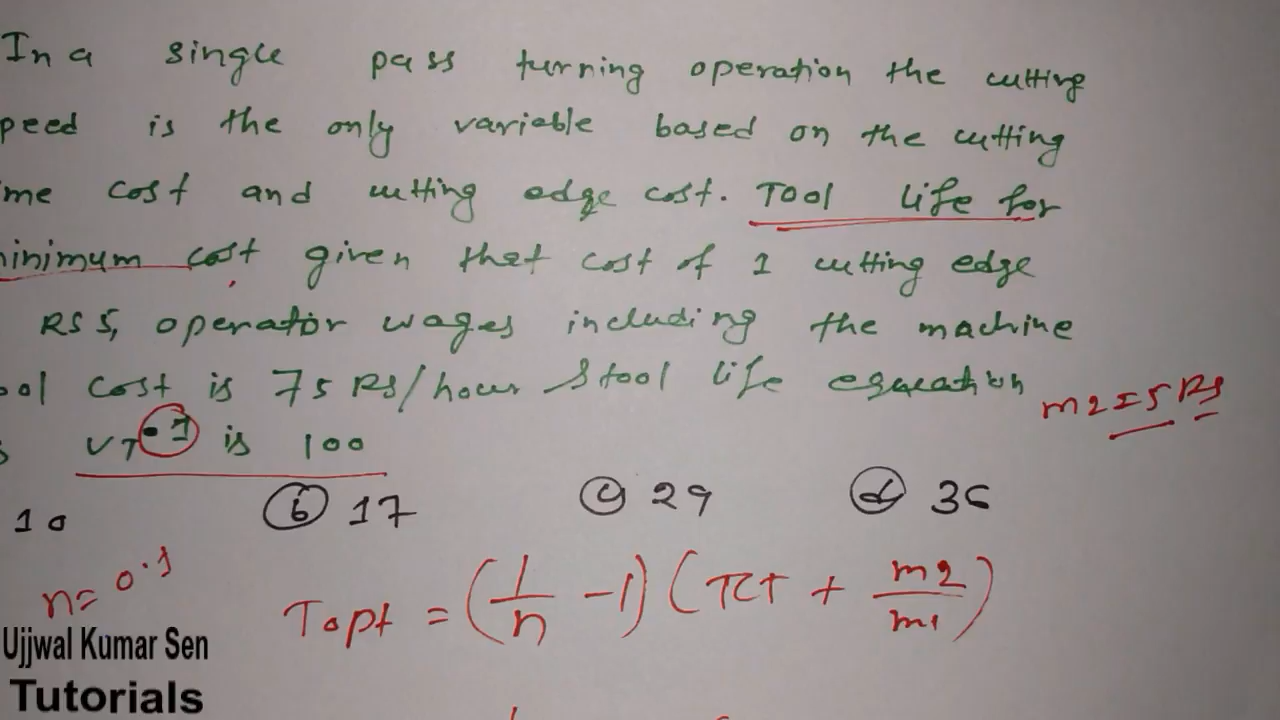 In a single pass turning operation the cutting
peed is the only variable based on the cutting
me cost and cutting edge cost. Tool life for
inimum cost given that cost of 1 cutting edge
RS 5, operator wages including the machine
ol cost is 75 Rs/hour & tool life equation
s VT^.1 is 100
m2 = 5 Rs
10 (b) 17 (c) 29 (d) 36
n= 0.1
Topt = (1/n - 1) (TCT + m2/m1)
Ujjwal Kumar Sen
Tutorials